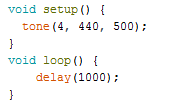 void setup() {
  tone(4, 440, 500);
}
void loop() {
    delay(1000);
}